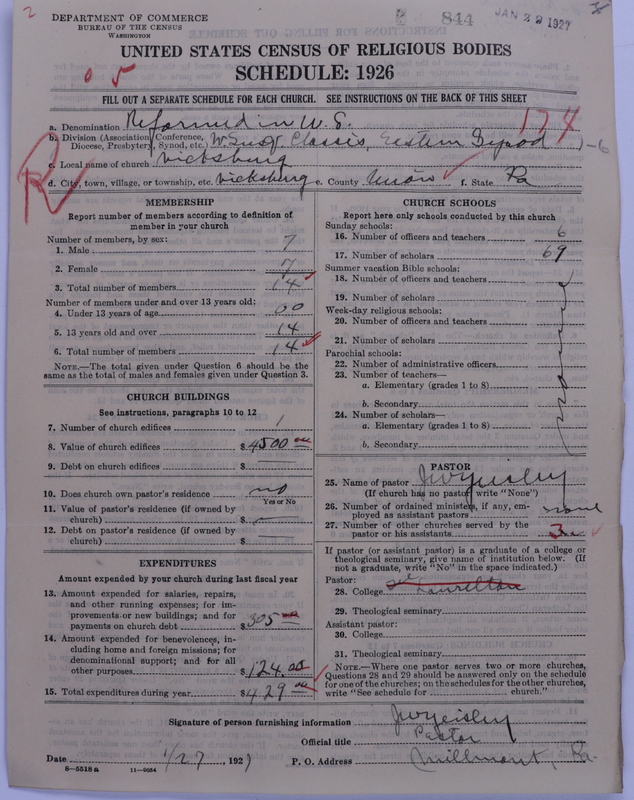 DEPARTMENT OF COMMERCE
BUREAU OF THE CENSUS
WASHINGTON
2
844
JAN 29 1927
UNITED STATES CENSUS OF RELIGIOUS BODIES
SCHEDULE: 1926
0 5
FILL OUT A SEPARATE SCHEDULE FOR EACH CHURCH. SEE INSTRUCTIONS ON THE BACK OF THIS SHEET
a. Denomination Reformed in U. S. 174
b. Division (Association, Conference, Diocese, Presbytery, Synod, etc.) W. Sus. Classis, Eastern Synod -6
c. Local name of church Vicksburg
d. City, town, village, or township, etc. Vicksburg e. County Union f. State Pa
R
MEMBERSHIP
Report number of members according to definition of member in your church
Number of members, by sex:
1. Male 7
2. Female 7
3. Total number of members 14
Number of members under and over 13 years old:
4. Under 13 years of age 00
5. 13 years old and over 14
6. Total number of members 14
NOTE.—The total given under Question 6 should be the
same as the total of males and females given under Question 3.
CHURCH BUILDINGS
See instructions, paragraphs 10 to 12
7. Number of church edifices 1
8. Value of church edifices $4500 00
9. Debt on church edifices $
10. Does church own pastor's residence no
Yes or No
11. Value of pastor's residence (if owned by
church) $
12. Debt on pastor's residence (if owned by
church) $
EXPENDITURES
Amount expended by your church during last fiscal year
13. Amount expended for salaries, repairs,
and other running expenses; for im-
provements or new buildings; and for
payments on church debt $305 00
14. Amount expended for benevolences, in-
cluding home and foreign missions; for
denominational support; and for all
other purposes $124.00
15. Total expenditures during year $429 00
CHURCH SCHOOLS
Report here only schools conducted by this church
Sunday schools:
16. Number of officers and teachers 6
17. Number of scholars 69
Summer vacation Bible schools:
18. Number of officers and teachers
19. Number of scholars
Week-day religious schools:
20. Number of officers and teachers
21. Number of scholars
Parochial schools:
22. Number of administrative officers
23. Number of teachers—
a. Elementary (grades 1 to 8)
b. Secondary
24. Number of scholars—
a. Elementary (grades 1 to 8)
b. Secondary
PASTOR
25. Name of pastor J W Yeisley
(If church has no pastor, write "None")
26. Number of ordained ministers, if any, em-
ployed as assistant pastors none
27. Number of other churches served by the
pastor or his assistants 3
If pastor (or assistant pastor) is a graduate of a college or
theological seminary, give name of institution below. (If
not a graduate, write "No" in the space indicated.)
Pastor: See
28. College Laurelton
29. Theological seminary
Assistant pastor:
30. College
31. Theological seminary
NOTE.—Where one pastor serves two or more churches,
Questions 28 and 29 should be answered only on the schedule
for one of the churches; on the schedules for the other churches,
write "See schedule for church."
Signature of person furnishing information J W Yeisley
Official title Pastor
Date 1/27, 1927 P. O. Address Millmont, Pa.
8—5518 a 11—9054